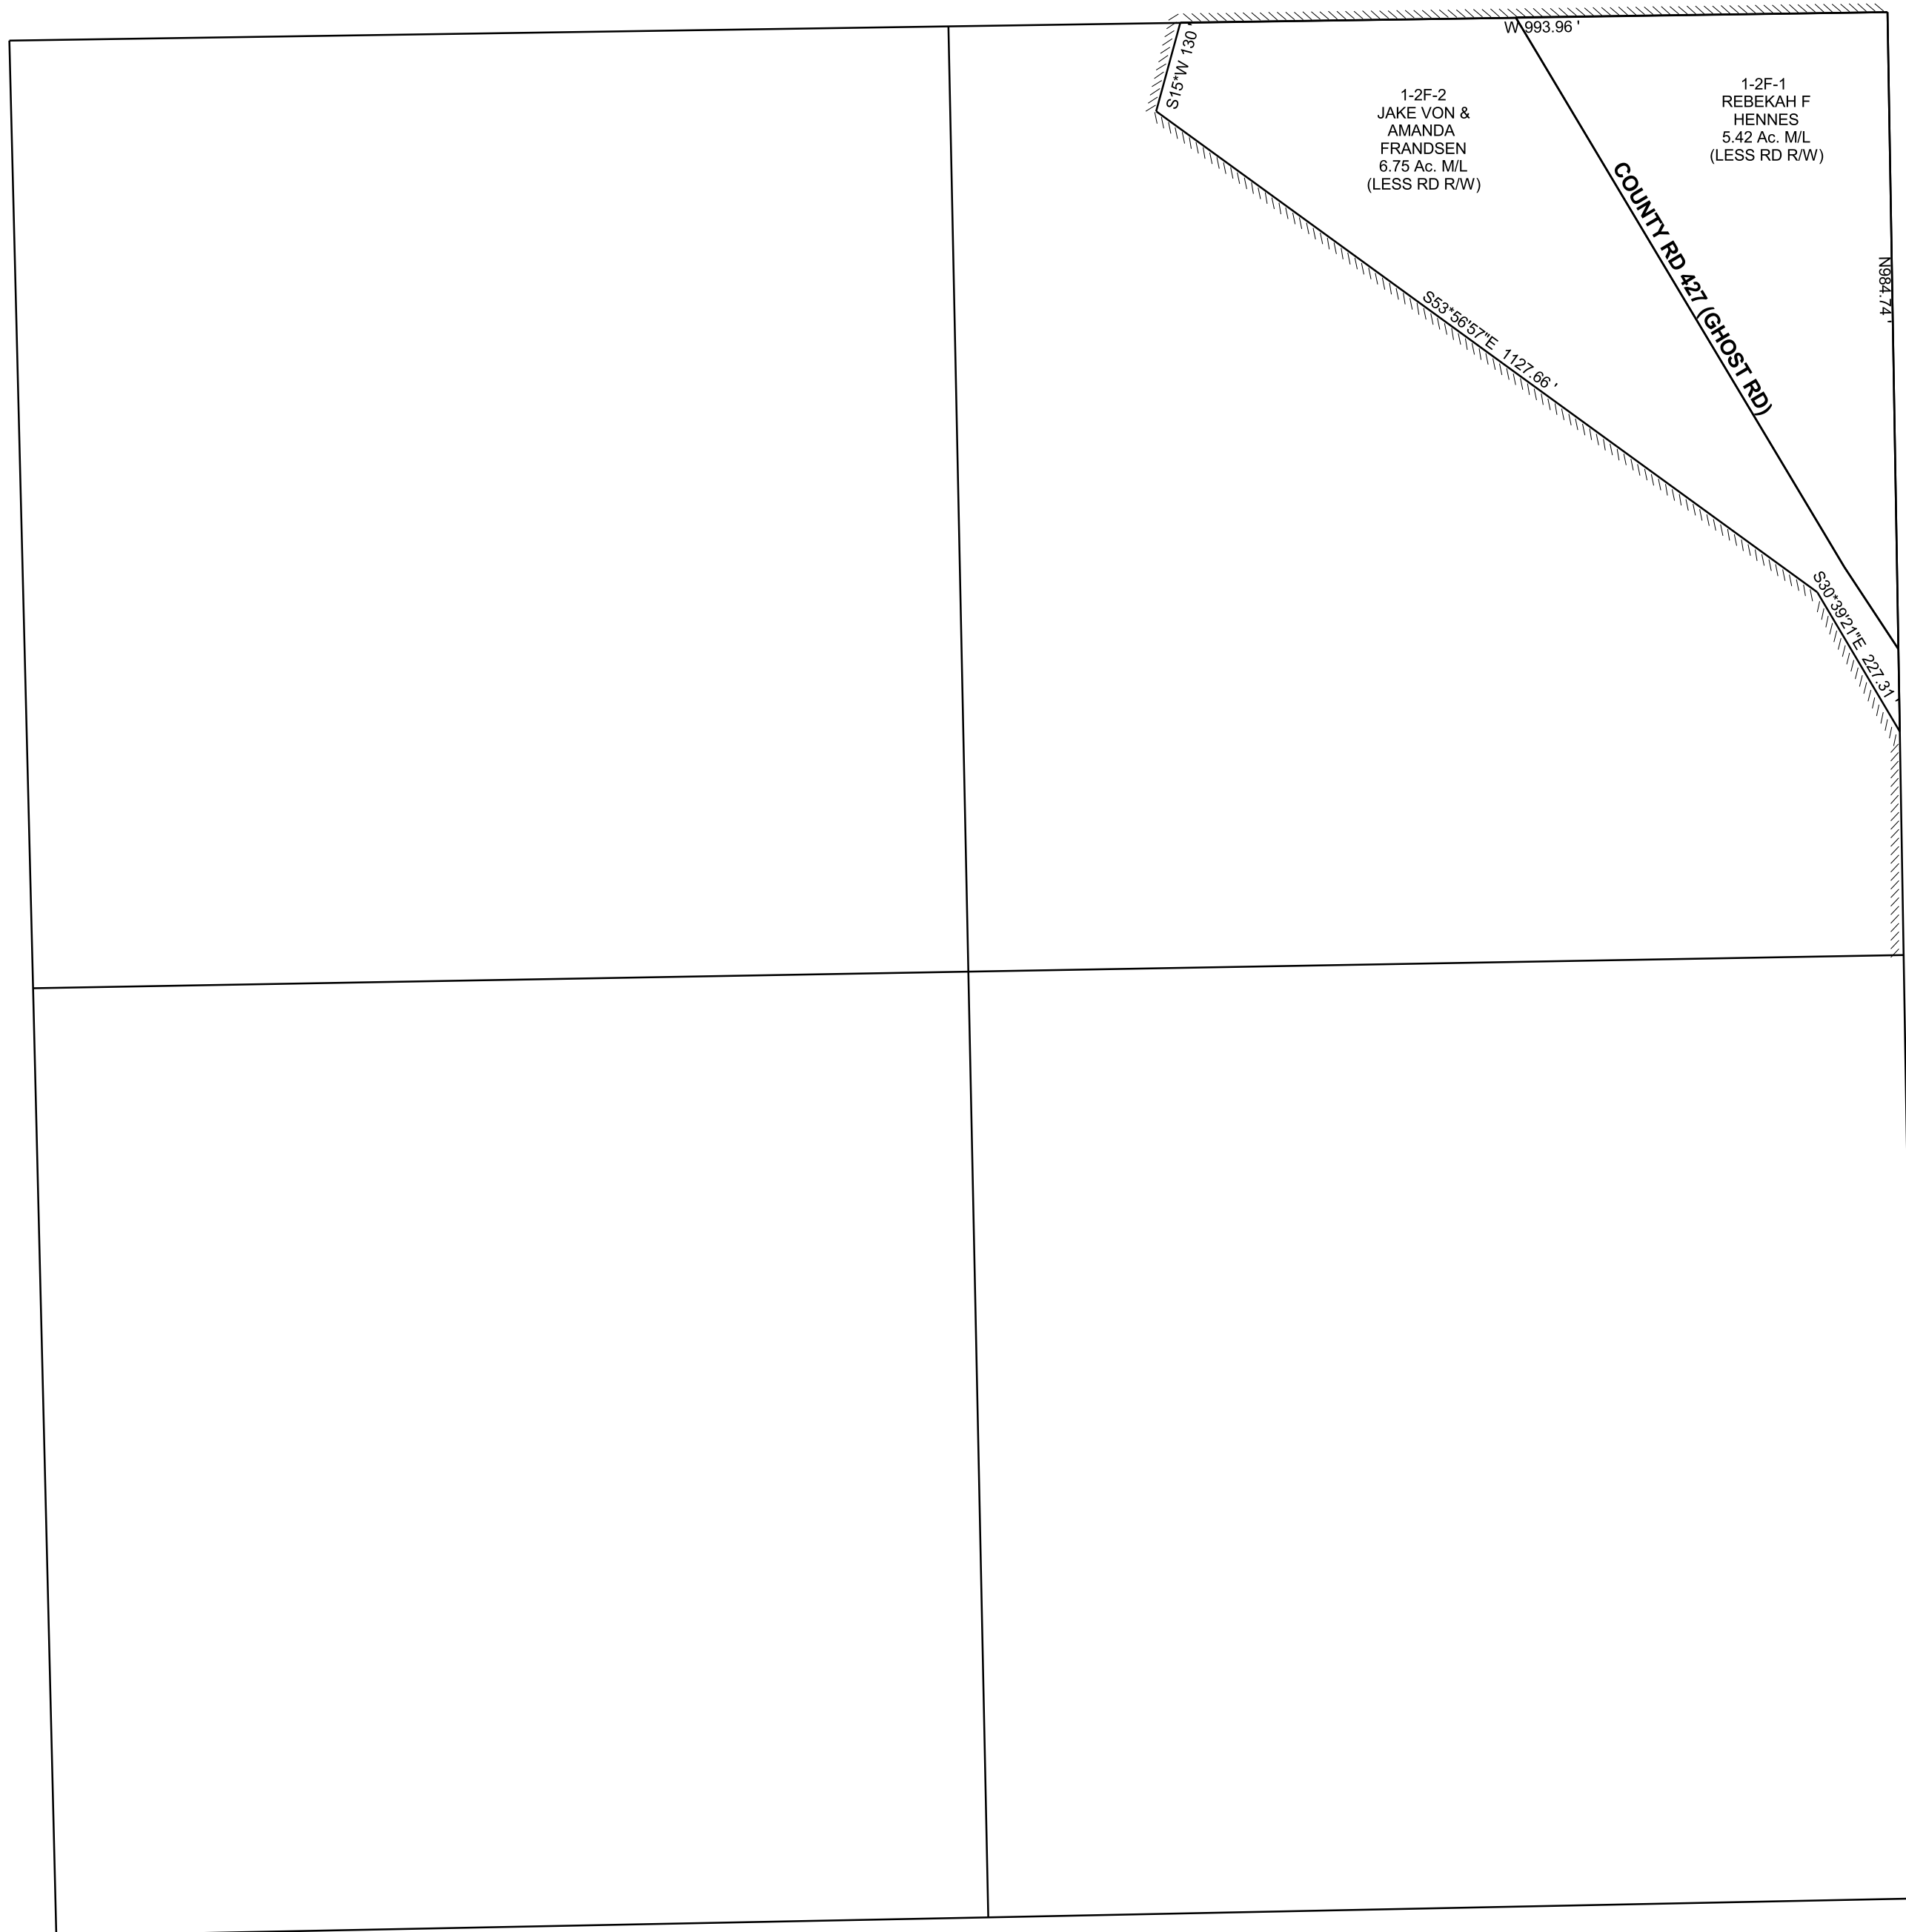 W 993.96 '
S15*W 130 '
1-2F-2
JAKE VON &
AMANDA
FRANDSEN
6.75 Ac. M/L
(LESS RD R/W)
1-2F-1
REBEKAH F
HENNES
5.42 Ac. M/L
(LESS RD R/W)
COUNTY RD 427 (GHOST RD)
N984.74 '
S53*56'57"E 1127.66 '
S30*39'21"E 227.31 '